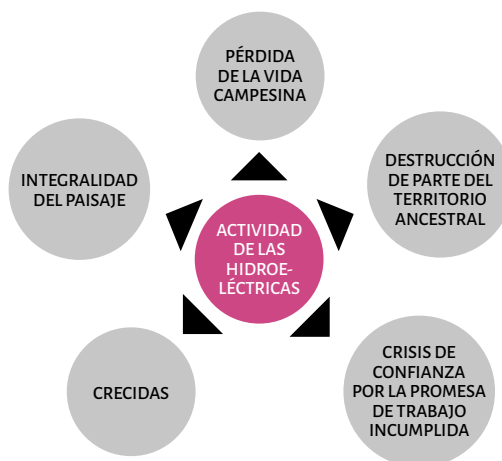 PÉRDIDA
DE LA VIDA
CAMPESINA
INTEGRALIDAD
DEL PAISAJE
DESTRUCCIÓN
DE PARTE DEL
TERRITORIO
ANCESTRAL
ACTIVIDAD
DE LAS
HIDROE-
LÉCTRICAS
CRECIDAS
CRISIS DE
CONFIANZA
POR LA PROMESA
DE TRABAJO
INCUMPLIDA